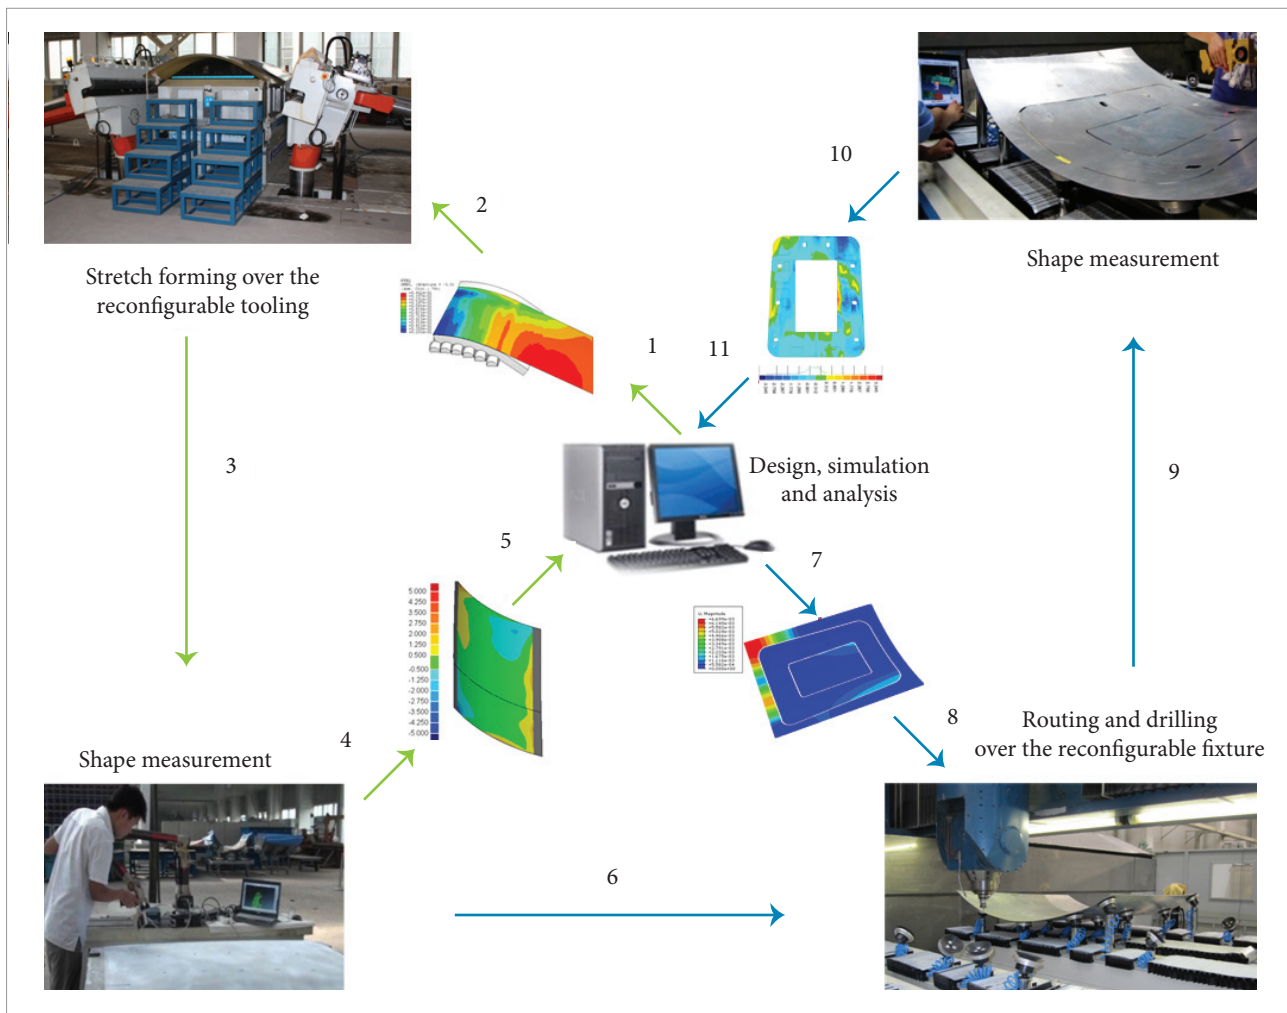 10
2
Stretch forming over the
reconfigurable tooling
Shape measurement
1
11
3
Design, simulation
and analysis
9
5
7
5.000
4.250
3.500
2.750
2.000
1.250
0.500
-0.500
-1.250
-2.000
-2.750
-3.500
-4.250
-5.000
U, Magnitude
4
8
Shape measurement
Routing and drilling
over the reconfigurable fixture
6